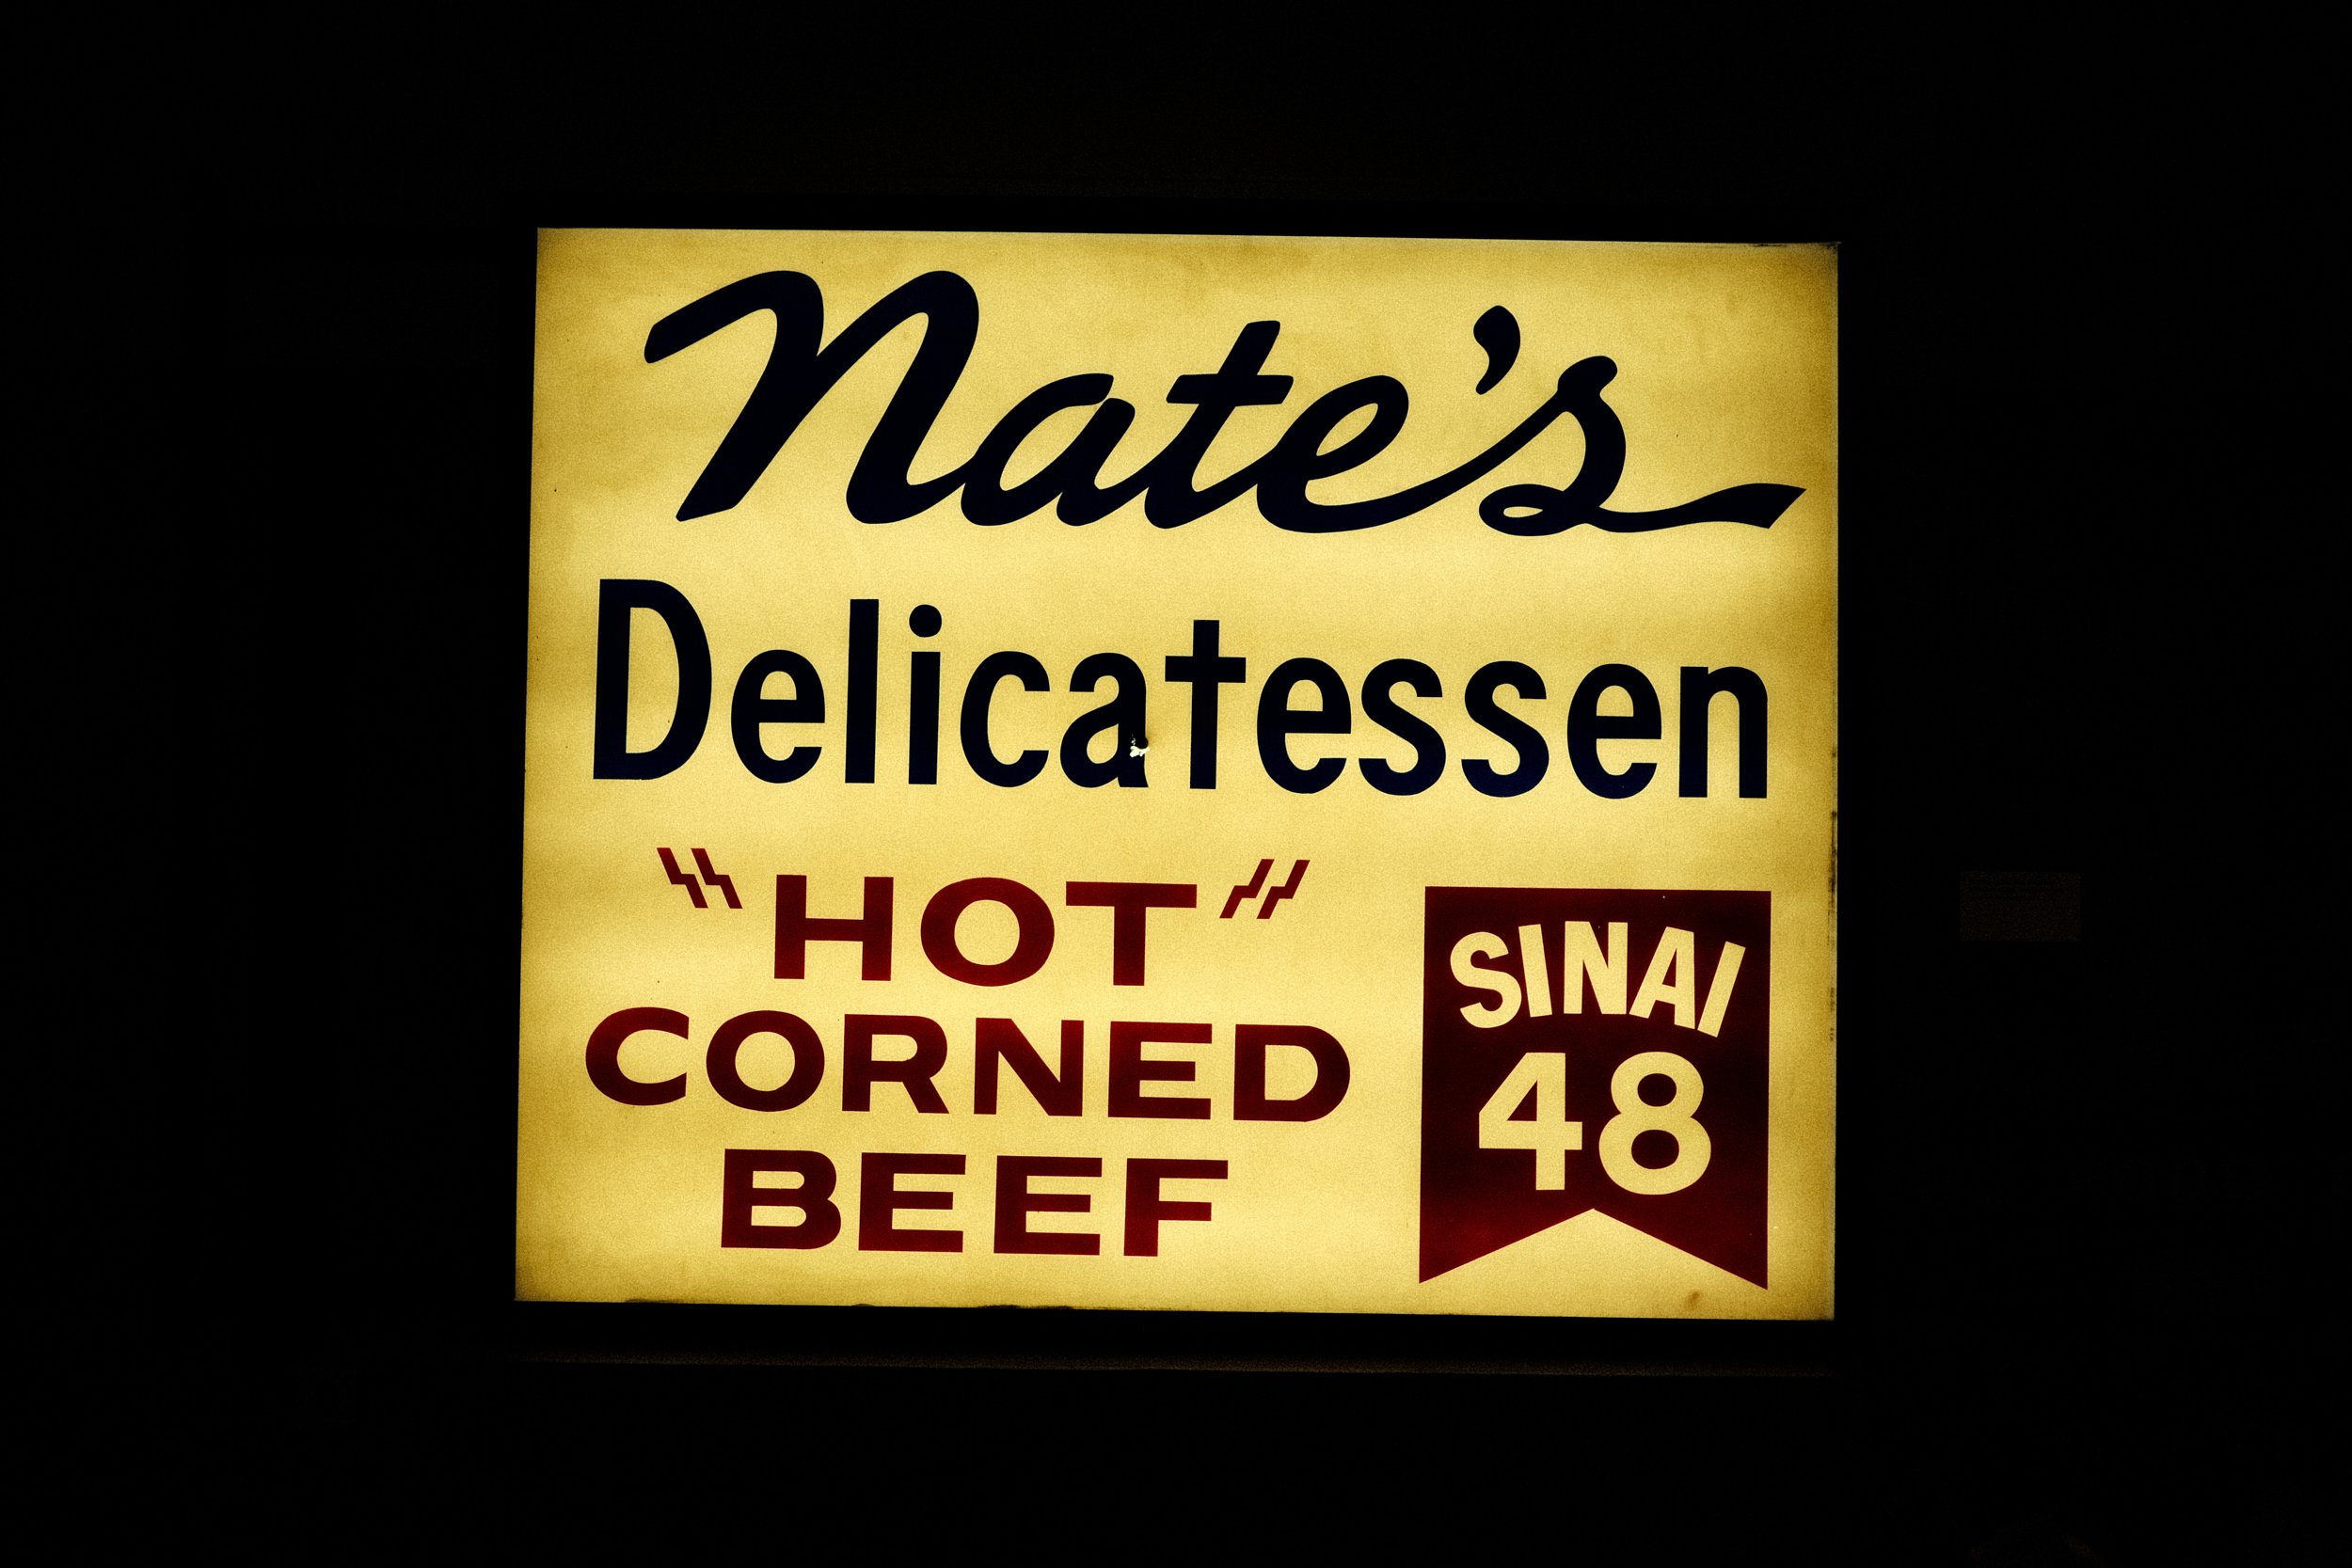 Nate's
Delicatessen
"HOT"
CORNED
BEEF
SINAI
48